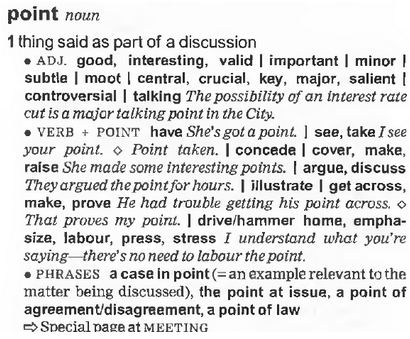 point noun
1 thing said as part of a discussion
● ADJ. good, interesting, valid | important | minor |
subtle | moot | central, crucial, key, major, salient |
controversial | talking The possibility of an interest rate
cut is a major talking point in the City.
● VERB + POINT have She's got a point. | see, take I see
your point. ◇ Point taken. | concede | cover, make,
raise She made some interesting points. | argue, discuss
They argued the point for hours. | illustrate | get across,
make, prove He had trouble getting his point across. ◇
That proves my point. | drive/hammer home, empha-
size, labour, press, stress I understand what you're
saying—there's no need to labour the point.
● PHRASES a case in point (= an example relevant to the
matter being discussed), the point at issue, a point of
agreement/disagreement, a point of law
⇨ Special page at MEETING